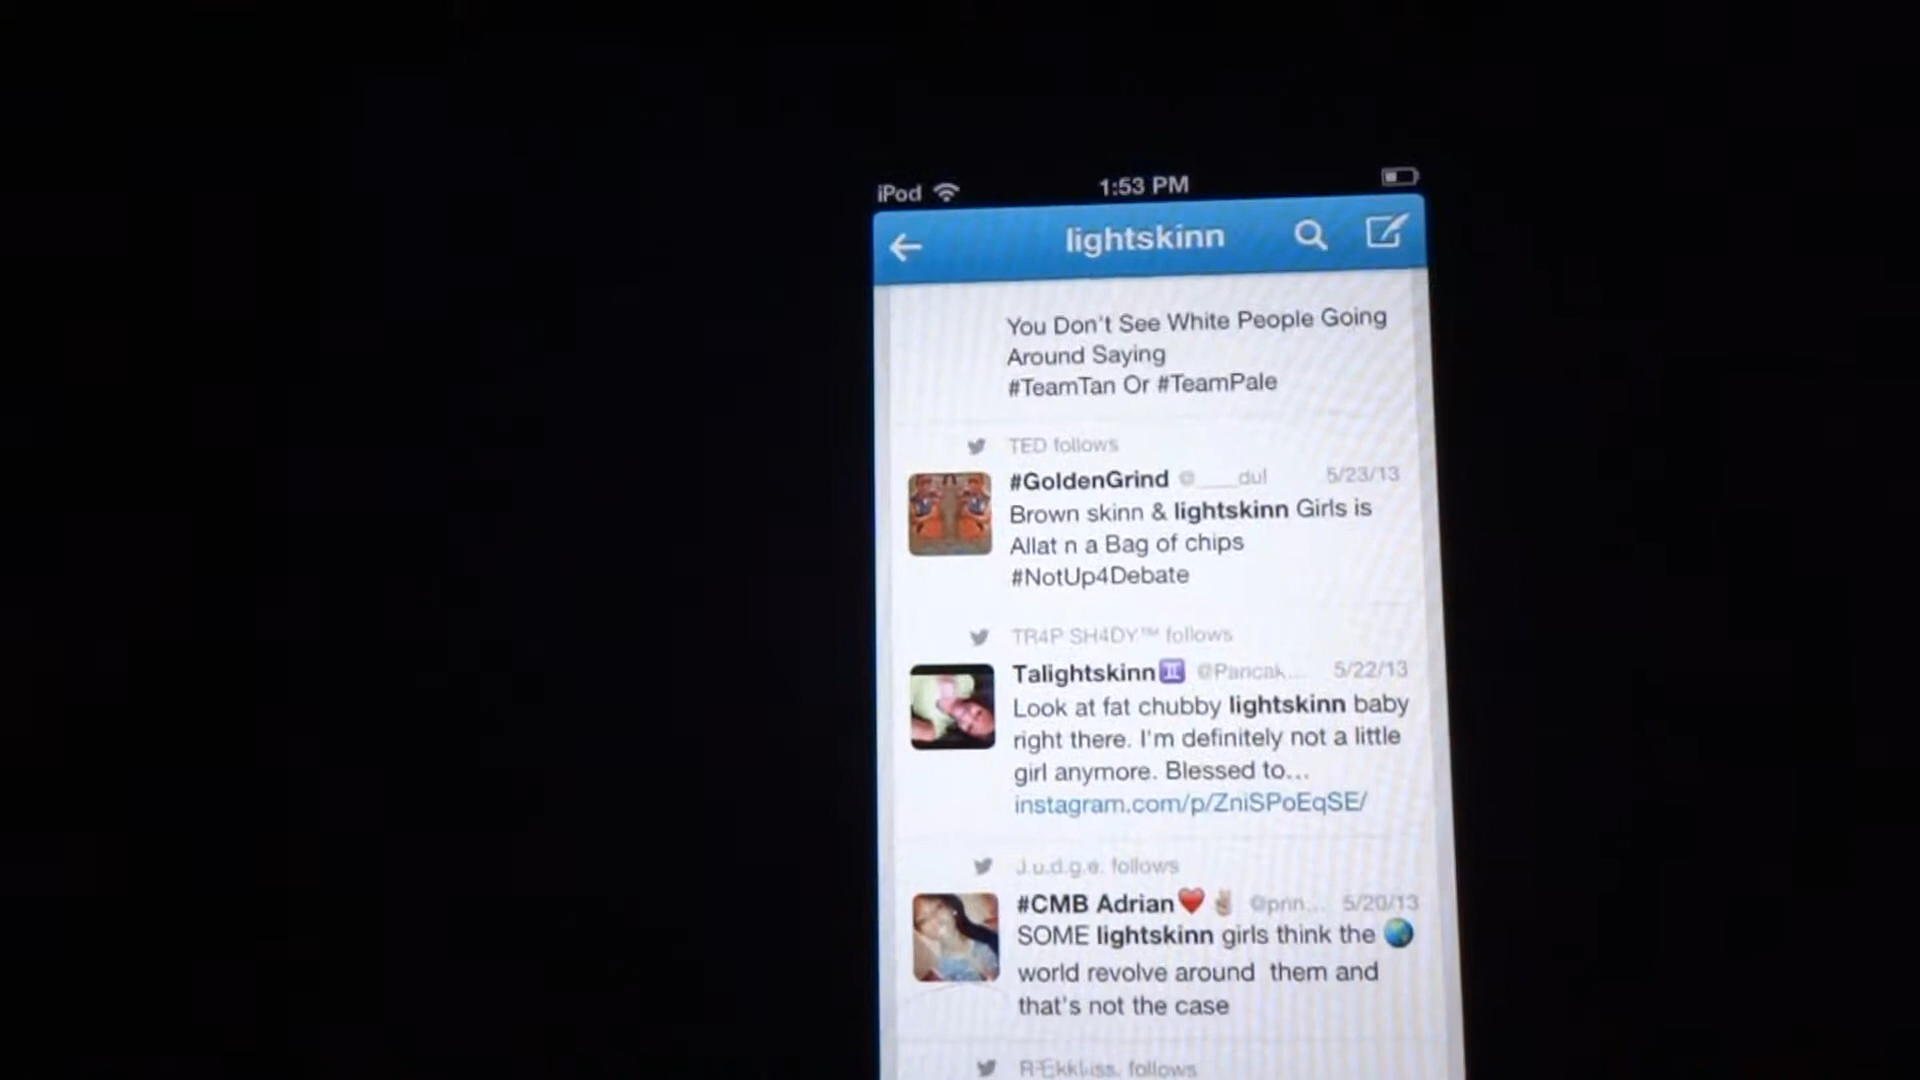 iPod 1:53 PM
lightskinn
You Don't See White People Going
Around Saying
#TeamTan Or #TeamPale
TED follows
#GoldenGrind @____dul 5/23/13
Brown skinn & lightskinn Girls is
Allat n a Bag of chips
#NotUp4Debate
TR4P SH4DY™ follows
Talightskinn♊ @Pancak... 5/22/13
Look at fat chubby lightskinn baby
right there. I'm definitely not a little
girl anymore. Blessed to...
instagram.com/p/ZniSPoEqSE/
J.u.d.g.e. follows
#CMB Adrian❤️✌🏼 @prin... 5/20/13
SOME lightskinn girls think the 🌎
world revolve around them and
that's not the case
follows